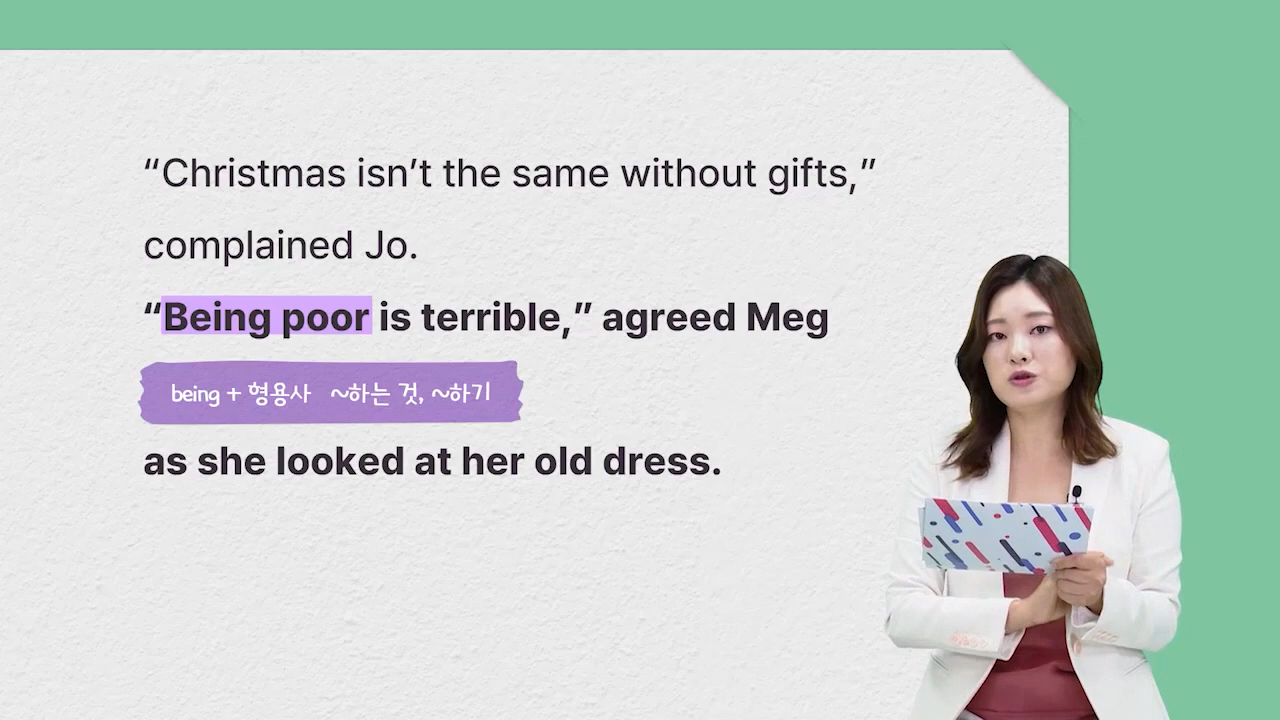 “Christmas isn’t the same without gifts,”
complained Jo.
“Being poor is terrible,” agreed Meg
being + 형용사 ~하는 것, ~하기
as she looked at her old dress.